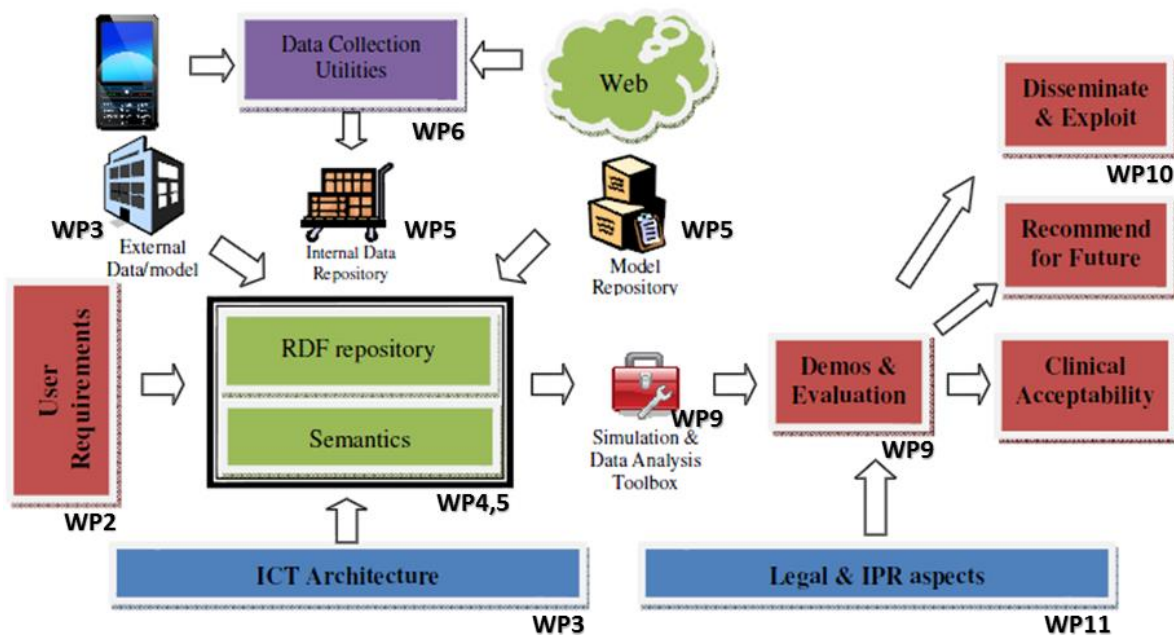 Data Collection
Utilities
WP6
Web
Disseminate
& Exploit
WP10
WP3
External
Data/model
WP5
Internal Data
Repository
WP5
Model
Repository
Recommend
for Future
User
Requirements
WP2
RDF repository
Semantics
WP4,5
WP9
Simulation &
Data Analysis
Toolbox
Demos &
Evaluation
WP9
Clinical
Acceptability
ICT Architecture
WP3
Legal & IPR aspects
WP11